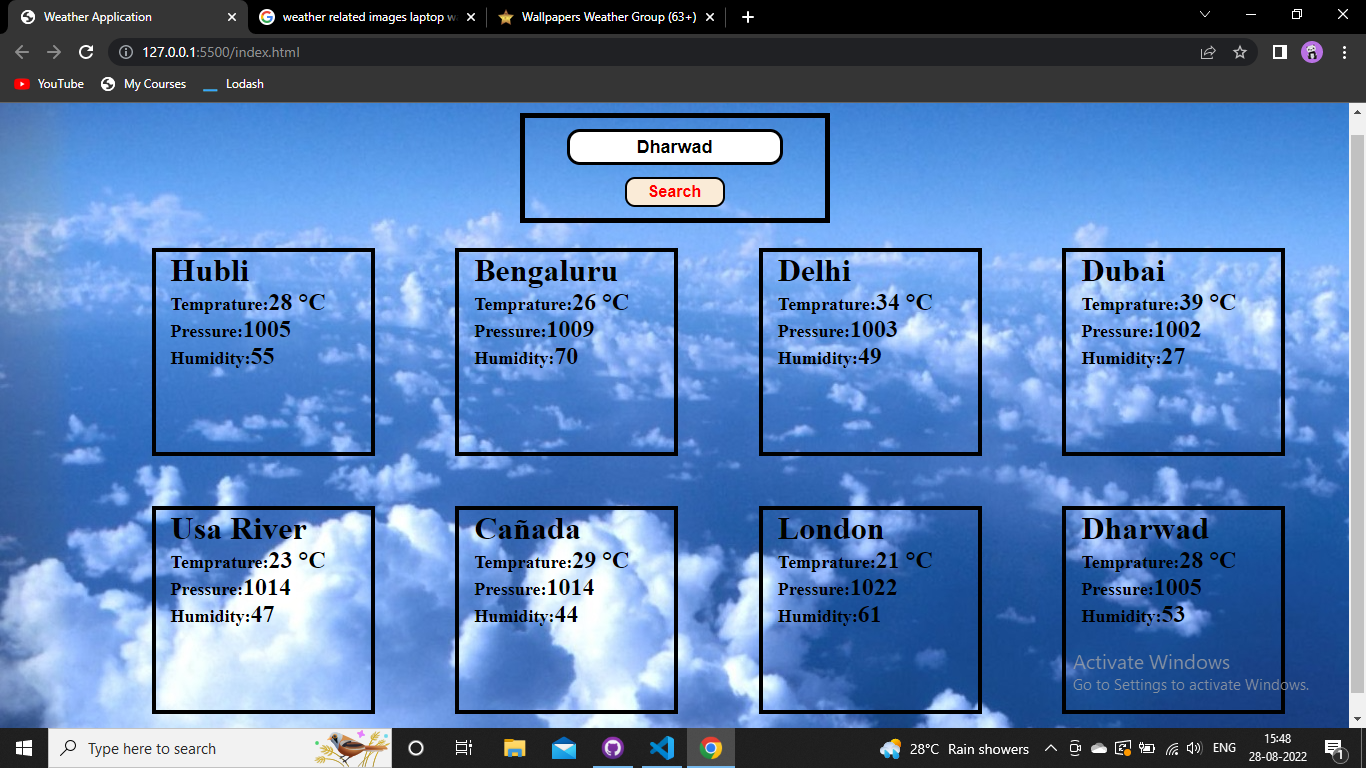 Weather Application
weather related images laptop wa
Wallpapers Weather Group (63+)
127.0.0.1:5500/index.html
YouTube
My Courses
Lodash
Dharwad
Search
Hubli
Temprature:28 °C
Pressure:1005
Humidity:55
Bengaluru
Temprature:26 °C
Pressure:1009
Humidity:70
Delhi
Temprature:34 °C
Pressure:1003
Humidity:49
Dubai
Temprature:39 °C
Pressure:1002
Humidity:27
Usa River
Temprature:23 °C
Pressure:1014
Humidity:47
Cañada
Temprature:29 °C
Pressure:1014
Humidity:44
London
Temprature:21 °C
Pressure:1022
Humidity:61
Dharwad
Temprature:28 °C
Pressure:1005
Humidity:53
Activate Windows
Go to Settings to activate Windows.
Type here to search
28°C Rain showers
ENG
15:48
28-08-2022
1